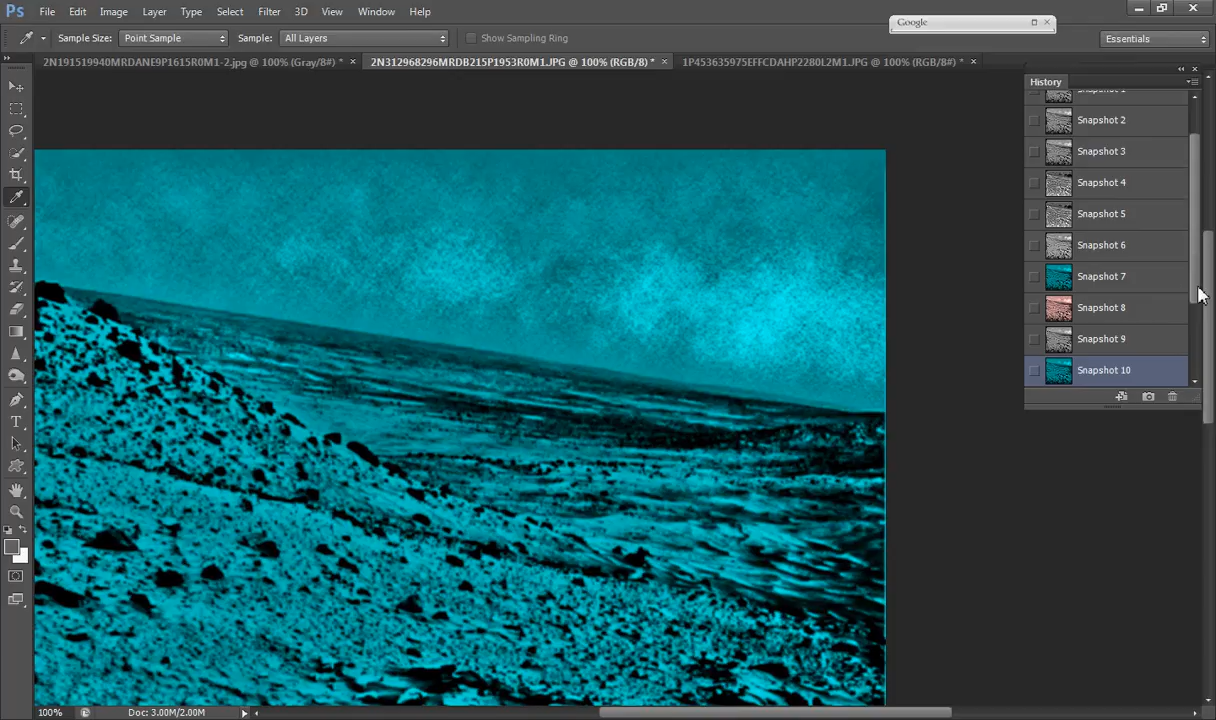 Ps File Edit Image Layer Type Select Filter 3D View Window Help
Google
Sample Size: Point Sample Sample: All Layers Show Sampling Ring Essentials
2N191519940MRDANE9P1615R0M1-2.jpg @ 100% (Gray/8#) * 2N312968296MRDB215P1953R0M1.JPG @ 100% (RGB/8) * 1P453635975EFFCDAHP2280L2M1.JPG @ 100% (RGB/8#) *
History
Snapshot 1
Snapshot 2
Snapshot 3
Snapshot 4
Snapshot 5
Snapshot 6
Snapshot 7
Snapshot 8
Snapshot 9
Snapshot 10
T
100% Doc: 3.00M/2.00M